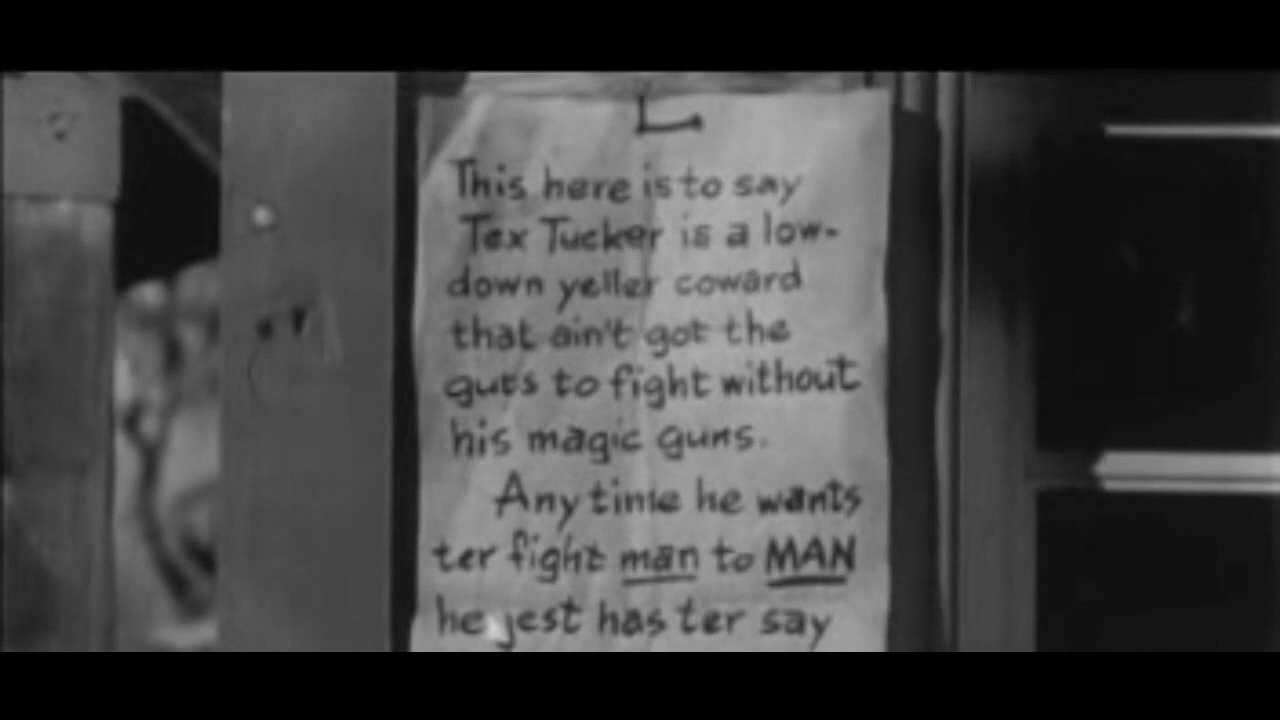 This here is to say
Tex Tucker is a low-
down yeller coward
that ain't got the
guts to fight without
his magic guns.
Any time he wants
ter fight man to MAN
he jest has ter say